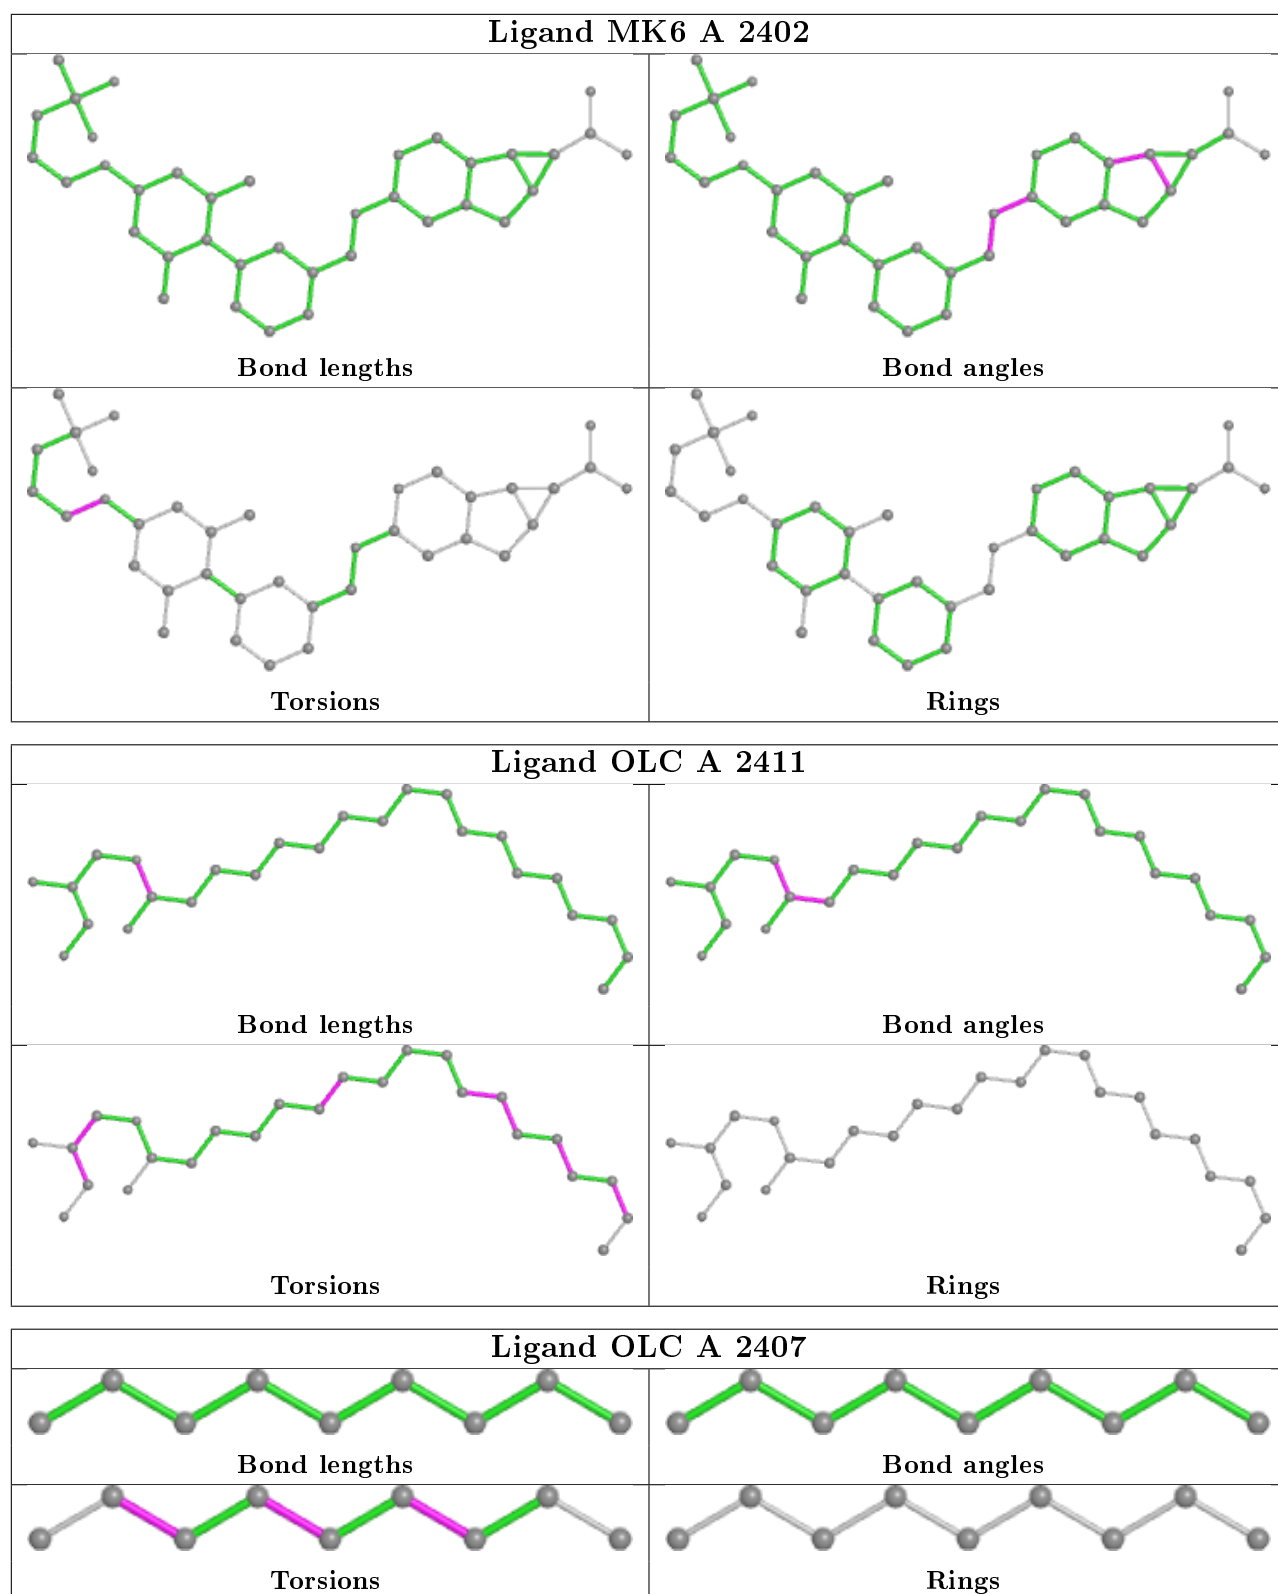 Ligand MK6 A 2402
Bond lengths
Bond angles
Torsions
Rings
Ligand OLC A 2411
Bond lengths
Bond angles
Torsions
Rings
Ligand OLC A 2407
Bond lengths
Bond angles
Torsions
Rings